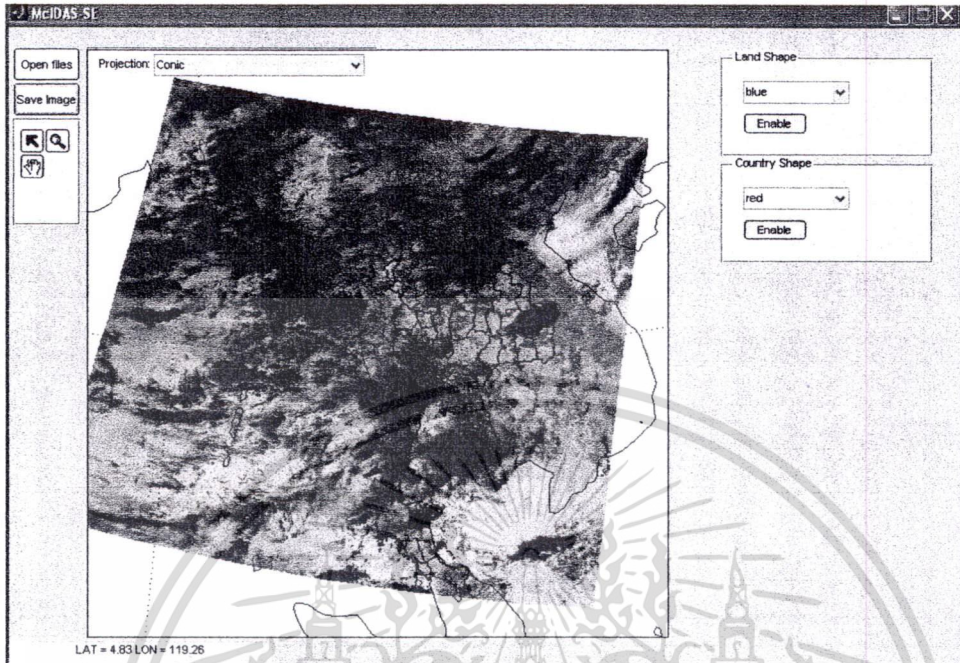 McIDAS-SE
Open files
Save Image
Projection: Conic
Land Shape
blue
Enable
Country Shape
red
Enable
LAT = 4.83 LON = 119.26